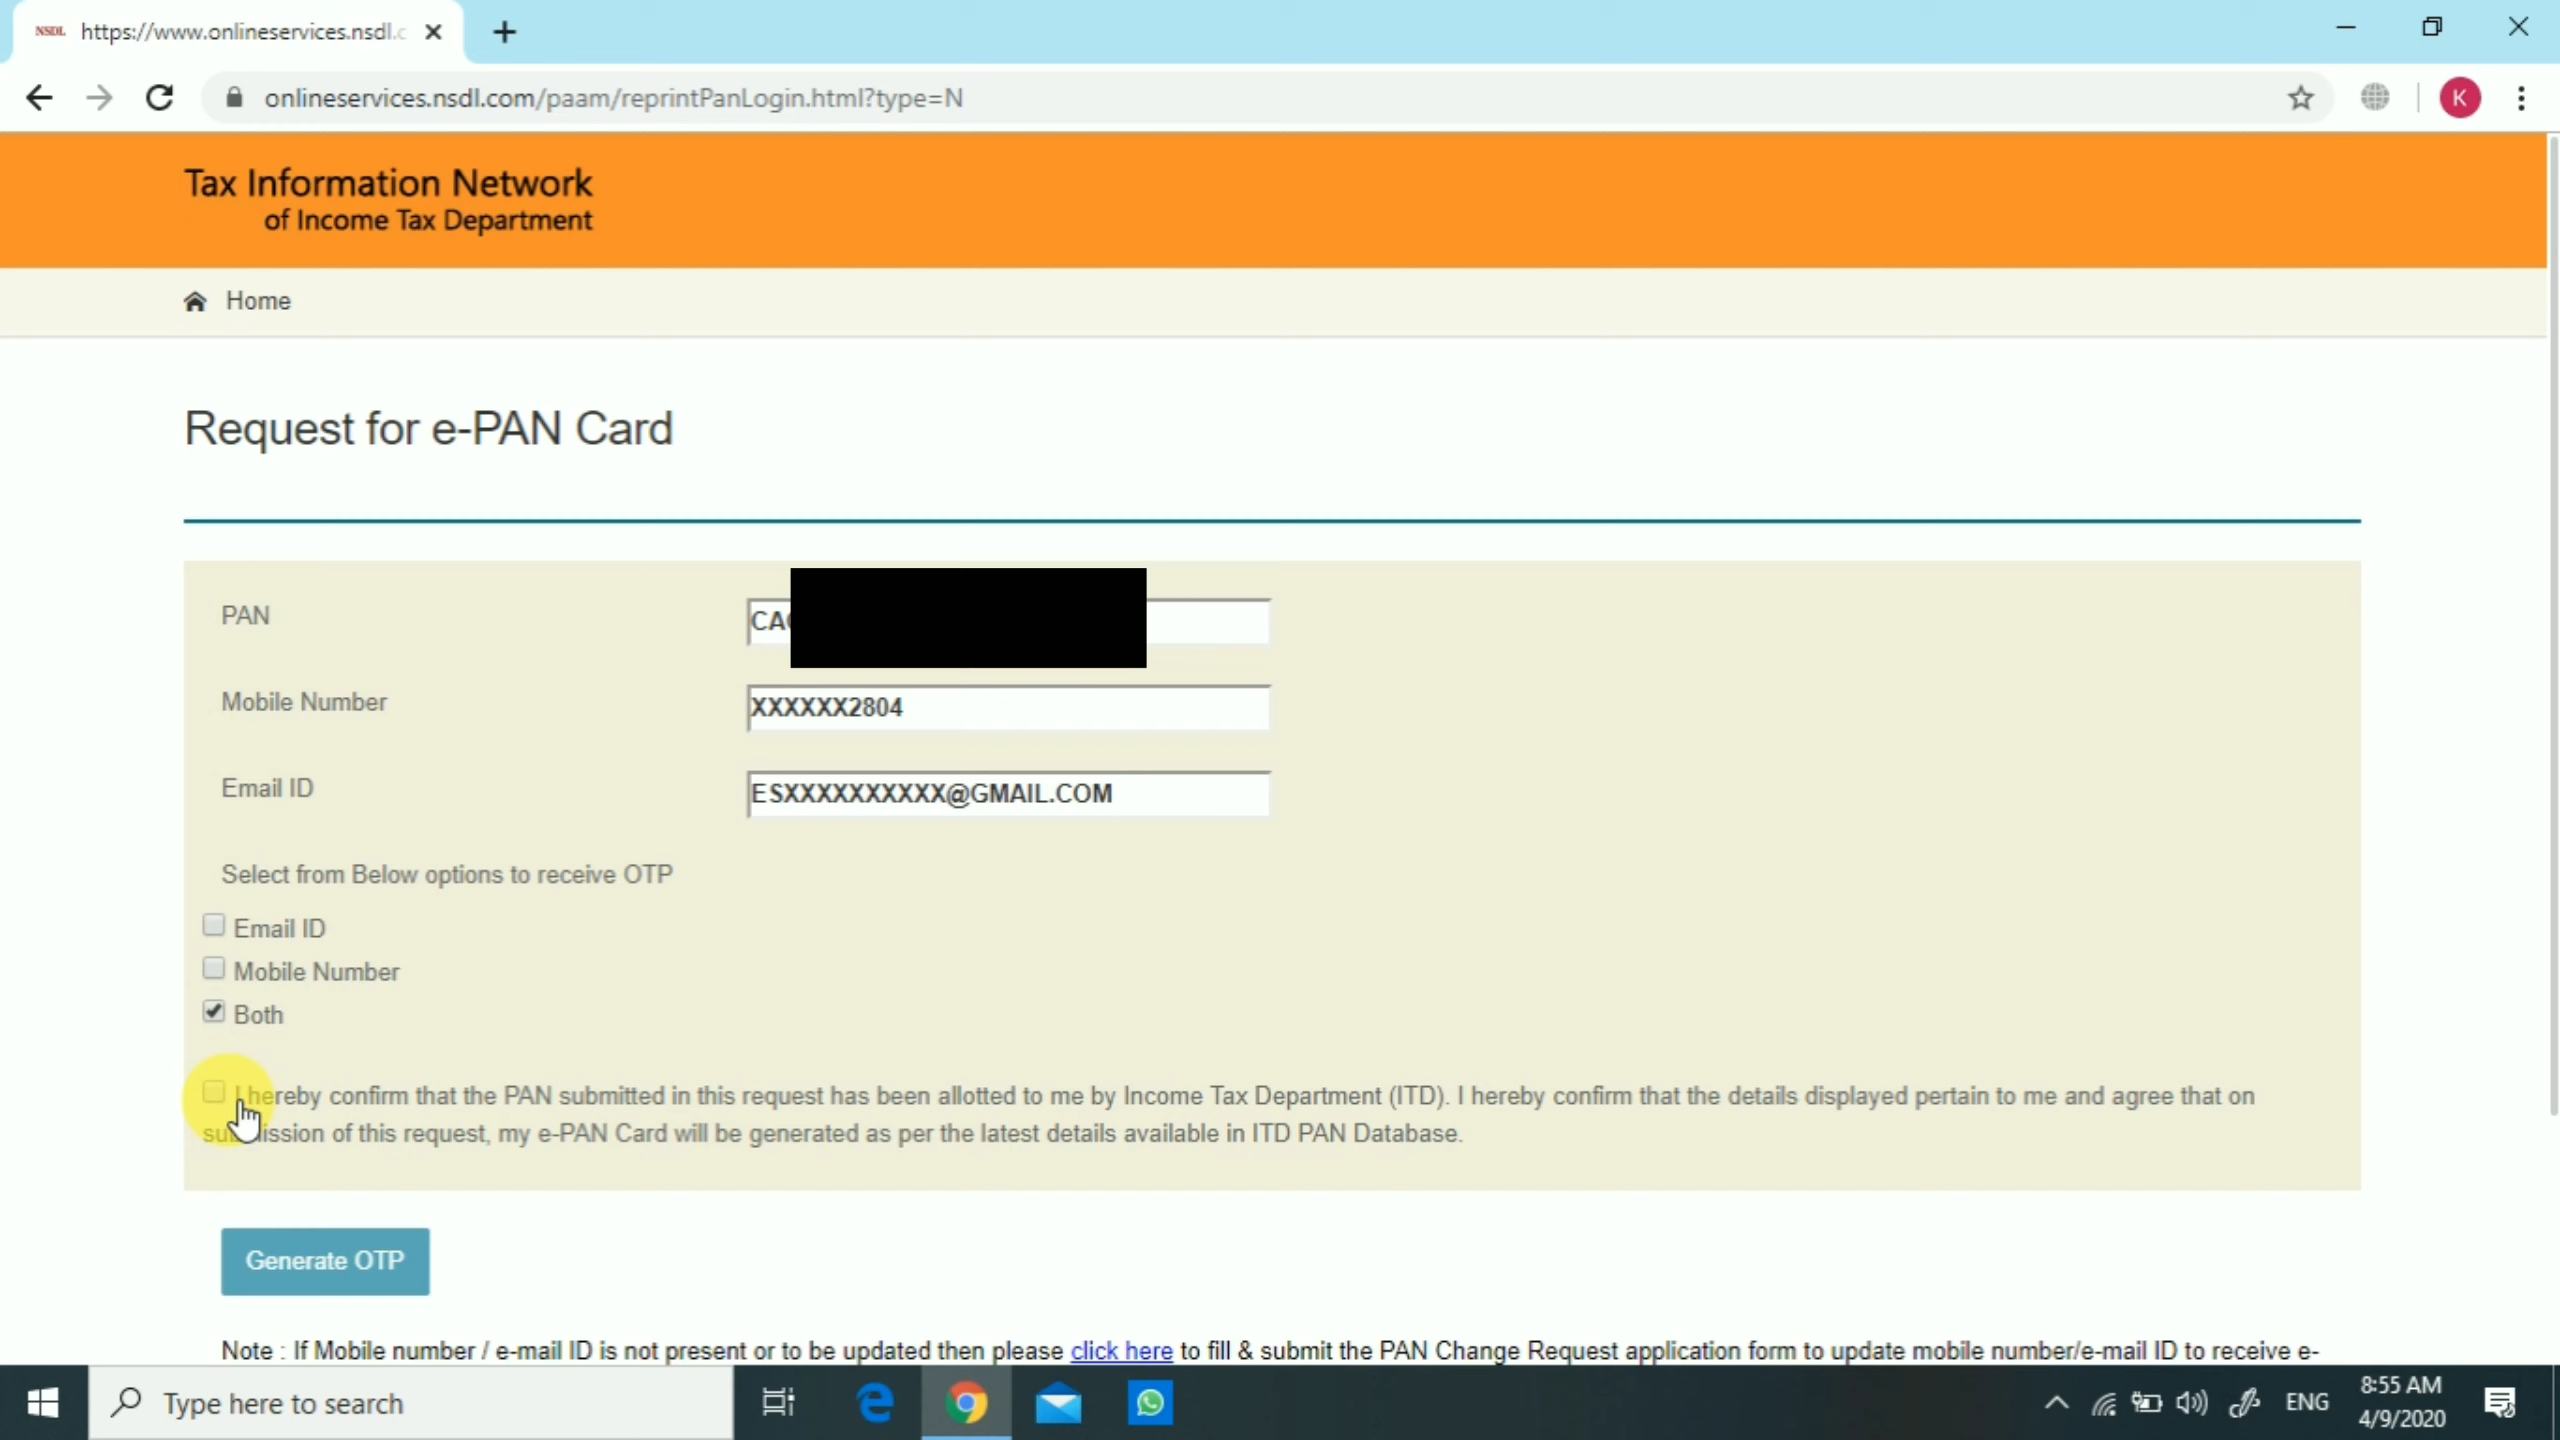 NSDL https://www.onlineservices.nsdl.c
onlineservices.nsdl.com/paam/reprintPanLogin.html?type=N
K
Tax Information Network
of Income Tax Department
Home
Request for e-PAN Card
PAN
CA
Mobile Number
XXXXXX2804
Email ID
ESXXXXXXXXXX@GMAIL.COM
Select from Below options to receive OTP
Email ID
Mobile Number
Both
I hereby confirm that the PAN submitted in this request has been allotted to me by Income Tax Department (ITD). I hereby confirm that the details displayed pertain to me and agree that on
submission of this request, my e-PAN Card will be generated as per the latest details available in ITD PAN Database.
Generate OTP
Note : If Mobile number / e-mail ID is not present or to be updated then please click here to fill & submit the PAN Change Request application form to update mobile number/e-mail ID to receive e-
Type here to search
ENG
8:55 AM
4/9/2020